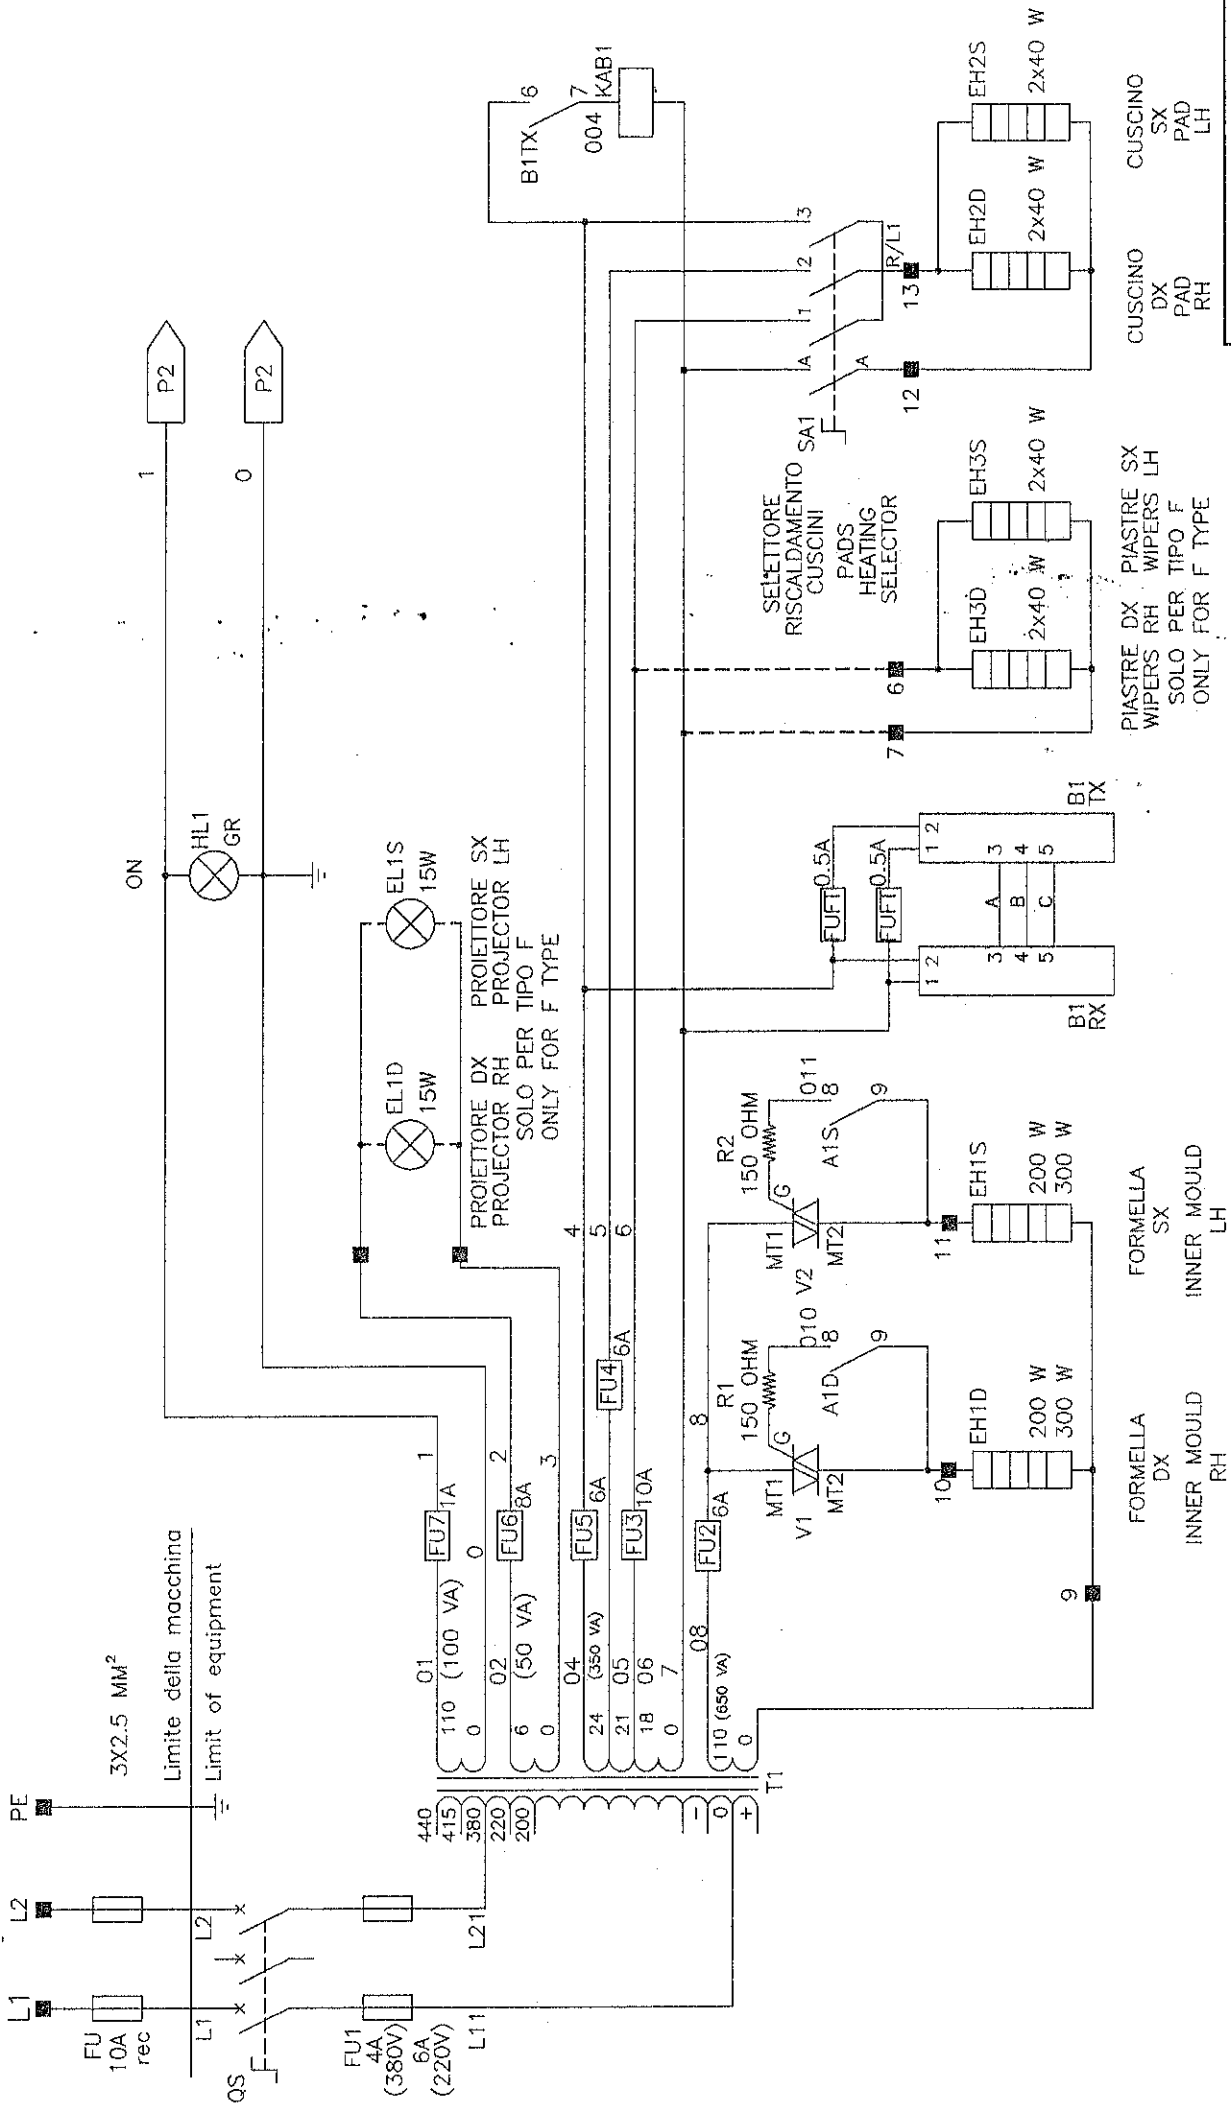 L1
L2
PE
FU
10A
rec
3X2.5 MM²
Limite della macchina
Limit of equipment
L1
L2
QS
FU1
4A
(380V)
6A
(220V)
L11
L21
440
415
380
220
200
-
0
+
T1
110
(100 VA)
0
01
FU7
1A
1
0
6
(50 VA)
0
02
FU6
8A
2
3
24
(350 VA)
21
18
0
04
05
06
7
FU5
6A
FU4
6A
FU3
10A
4
5
6
110 (650 VA)
0
08
FU2
6A
8
9
ON
HL1
GR
1
0
P2
P2
EL1D
15W
EL1S
15W
PROIETTORE DX
PROJECTOR RH
PROIETTORE SX
PROJECTOR LH
SOLO PER TIPO F
ONLY FOR F TYPE
R1
150 OHM
MT1
G
V1
MT2
010
8
A1D
9
10
EH1D
200 W
300 W
FORMELLA
DX
INNER MOULD
RH
R2
150 OHM
MT1
G
V2
MT2
011
8
A1S
9
11
EH1S
200 W
300 W
FORMELLA
SX
INNER MOULD
LH
FUFT
0.5A
FUFT
0.5A
1 2
3
4
5
B1
RX
A
B
C
1 2
3
4
5
B1
TX
7
6
EH3D
2x40 W
EH3S
2x40 W
PIASTRE DX
WIPERS RH
PIASTRE SX
WIPERS LH
SOLO PER TIPO F
ONLY FOR F TYPE
SELETTORE
RISCALDAMENTO
CUSCINI
PADS
HEATING
SELECTOR
SA1
A
1
2
3
A
R/L1
12
13
EH2D
2x40 W
EH2S
2x40 W
CUSCINO
DX
PAD
RH
CUSCINO
SX
PAD
LH
B1TX
6
7
004
KAB1